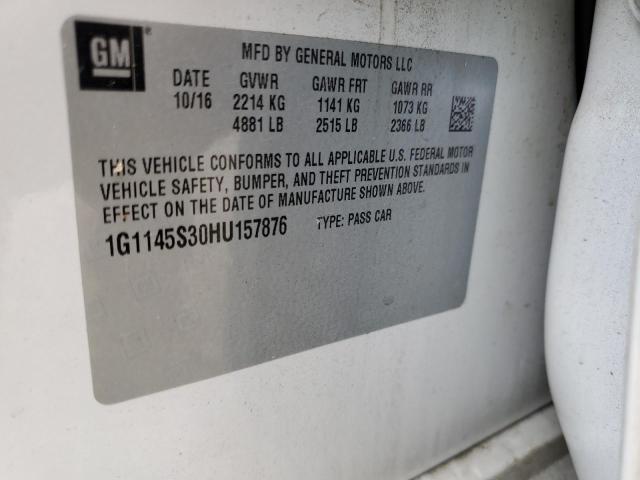 GM
®
MFD BY GENERAL MOTORS LLC
DATE GVWR GAWR FRT GAWR RR
10/16 2214 KG 1141 KG 1073 KG
4881 LB 2515 LB 2366 LB
THIS VEHICLE CONFORMS TO ALL APPLICABLE U.S. FEDERAL MOTOR
VEHICLE SAFETY, BUMPER, AND THEFT PREVENTION STANDARDS IN
EFFECT ON THE DATE OF MANUFACTURE SHOWN ABOVE.
1G1145S30HU157876 TYPE: PASS CAR